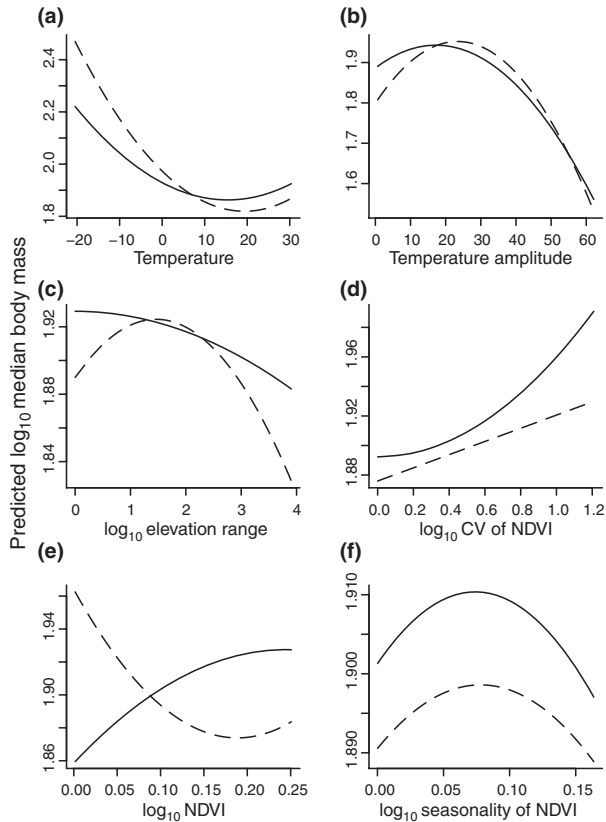 Predicted log10 median body mass
(a)
2.4
2.2
2.0
1.8
−20 −10 0 10 20 30
Temperature
(b)
1.9
1.8
1.7
1.6
0 10 20 30 40 50 60
Temperature amplitude
(c)
1.92
1.88
1.84
0 1 2 3 4
log10 elevation range
(d)
1.96
1.92
1.88
0.0 0.2 0.4 0.6 0.8 1.0 1.2
log10 CV of NDVI
(e)
1.94
1.90
1.86
0.00 0.05 0.10 0.15 0.20 0.25
log10 NDVI
(f)
1.910
1.900
1.890
0.00 0.05 0.10 0.15
log10 seasonality of NDVI